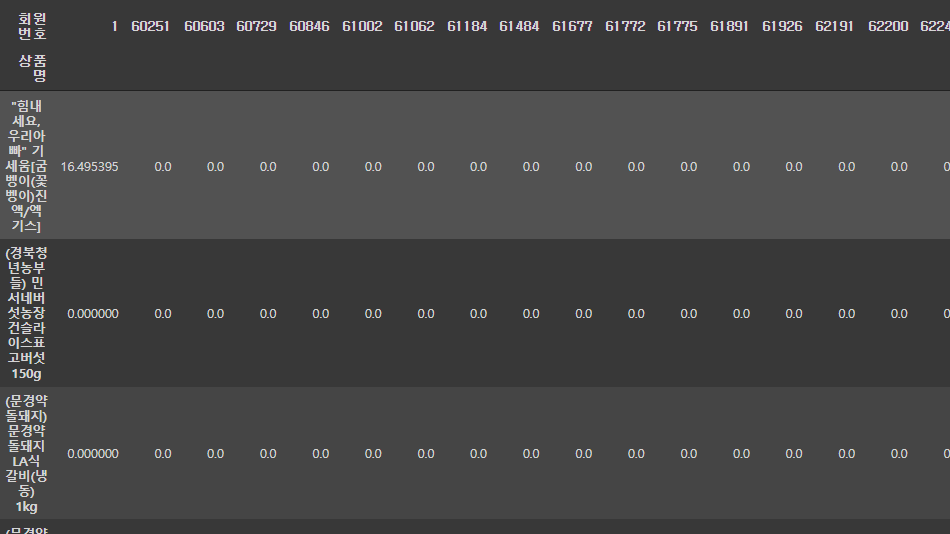 회원
번호 1 60251 60603 60729 60846 61002 61062 61184 61484 61677 61772 61775 61891 61926 62191 62200 6224
상품
명
"힘내
세요,
우리아
빠" 기
세움[굼
벵이(꽃
벵이)진
액/엑
기스]
16.495395 0.0 0.0 0.0 0.0 0.0 0.0 0.0 0.0 0.0 0.0 0.0 0.0 0.0 0.0 0.0 0
(경북청
년농부
들) 민
서네버
섯농장
건슬라
이스표
고버섯
150g
0.000000 0.0 0.0 0.0 0.0 0.0 0.0 0.0 0.0 0.0 0.0 0.0 0.0 0.0 0.0 0.0 0
(문경약
돌돼지)
문경약
돌돼지
LA식
갈비(냉
동)
1kg
0.000000 0.0 0.0 0.0 0.0 0.0 0.0 0.0 0.0 0.0 0.0 0.0 0.0 0.0 0.0 0.0 0
(문경약